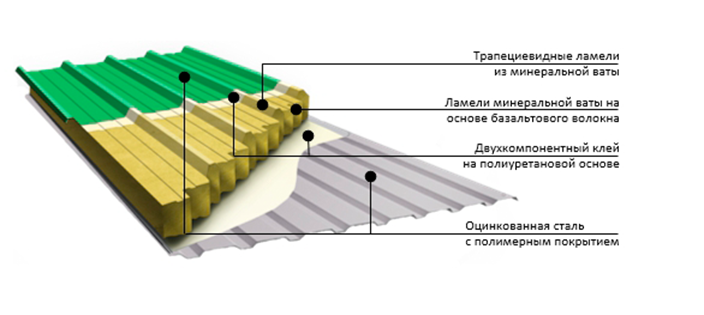 Трапециевидные ламели
из минеральной ваты
Ламели минеральной ваты на
основе базальтового волокна
Двухкомпонентный клей
на полиуретановой основе
Оцинкованная сталь
с полимерным покрытием